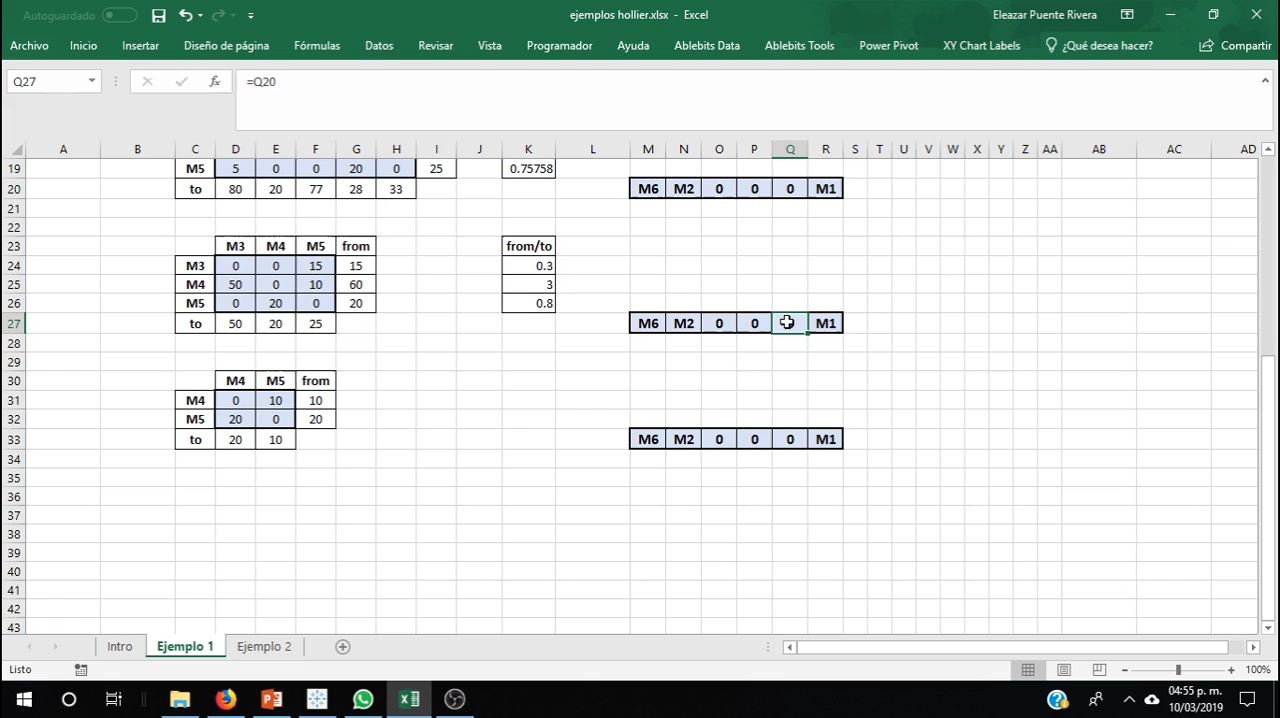 Autoguardado
ejemplos hollier.xlsx - Excel
Eleazar Puente Rivera
Archivo Inicio Insertar Diseño de página Fórmulas Datos Revisar Vista Programador Ayuda Ablebits Data Ablebits Tools Power Pivot XY Chart Labels ¿Qué desea hacer? Compartir
Q27 fx =Q20
A B C D E F G H I J K L M N O P Q R S T U V W X Y Z AA AB AC AD
19 M5 5 0 0 20 0 25 0.75758
20 to 80 20 77 28 33 M6 M2 0 0 0 M1
21
22
23 M3 M4 M5 from from/to
24 M3 0 0 15 15 0.3
25 M4 50 0 10 60 3
26 M5 0 20 0 20 0.8
27 to 50 20 25 M6 M2 0 0 M1
28
29
30 M4 M5 from
31 M4 0 10 10
32 M5 20 0 20
33 to 20 10 M6 M2 0 0 0 M1
34
35
36
37
38
39
40
41
42
43
Intro Ejemplo 1 Ejemplo 2
Listo 100%
04:55 p. m.
10/03/2019